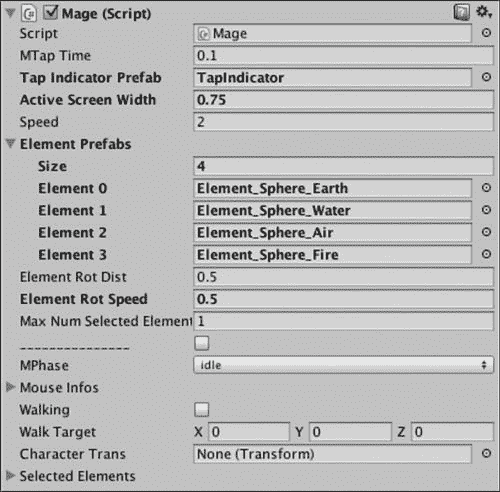 Mage (Script)
Script Mage
MTap Time 0.1
Tap Indicator Prefab TapIndicator
Active Screen Width 0.75
Speed 2
Element Prefabs
Size 4
Element 0 Element_Sphere_Earth
Element 1 Element_Sphere_Water
Element 2 Element_Sphere_Air
Element 3 Element_Sphere_Fire
Element Rot Dist 0.5
Element Rot Speed 0.5
Max Num Selected Element 1
_______________
MPhase idle
Mouse Infos
Walking
Walk Target X 0 Y 0 Z 0
Character Trans None (Transform)
Selected Elements